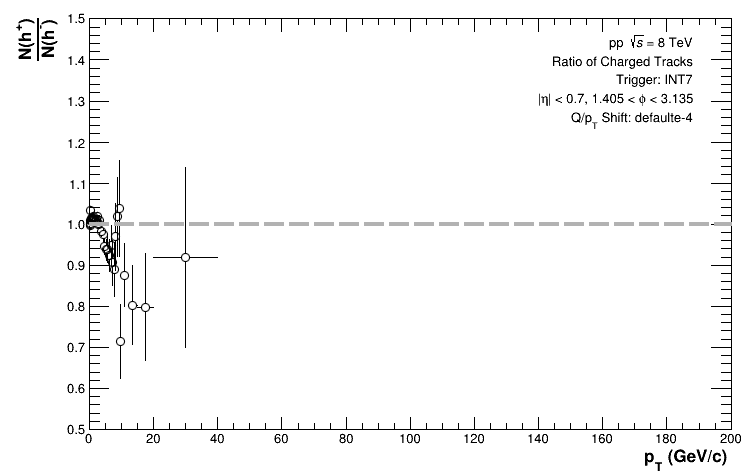 N(h⁺)
N(h⁻)
1.5
1.4
1.3
1.2
1.1
1.0
0.9
0.8
0.7
0.6
0.5
pp √s = 8 TeV
Ratio of Charged Tracks
Trigger: INT7
|η| < 0.7, 1.405 < ϕ < 3.135
Q/p_T Shift: defaulte-4
0 20 40 60 80 100 120 140 160 180 200
p_T (GeV/c)